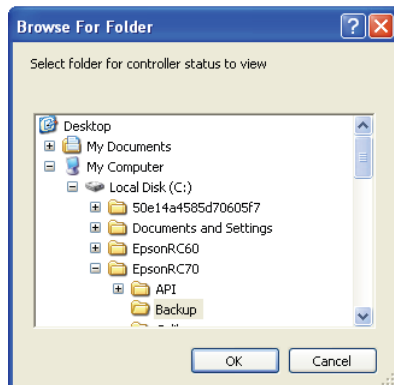 Browse For Folder
Select folder for controller status to view
Desktop
My Documents
My Computer
Local Disk (C:)
50e14a4585d70605f7
Documents and Settings
EpsonRC60
EpsonRC70
API
Backup
OK Cancel